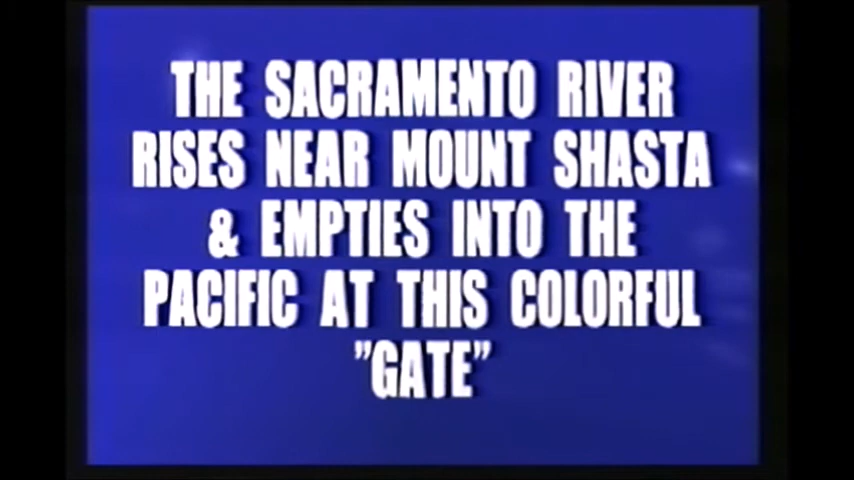 THE SACRAMENTO RIVER
RISES NEAR MOUNT SHASTA
& EMPTIES INTO THE
PACIFIC AT THIS COLORFUL
"GATE"